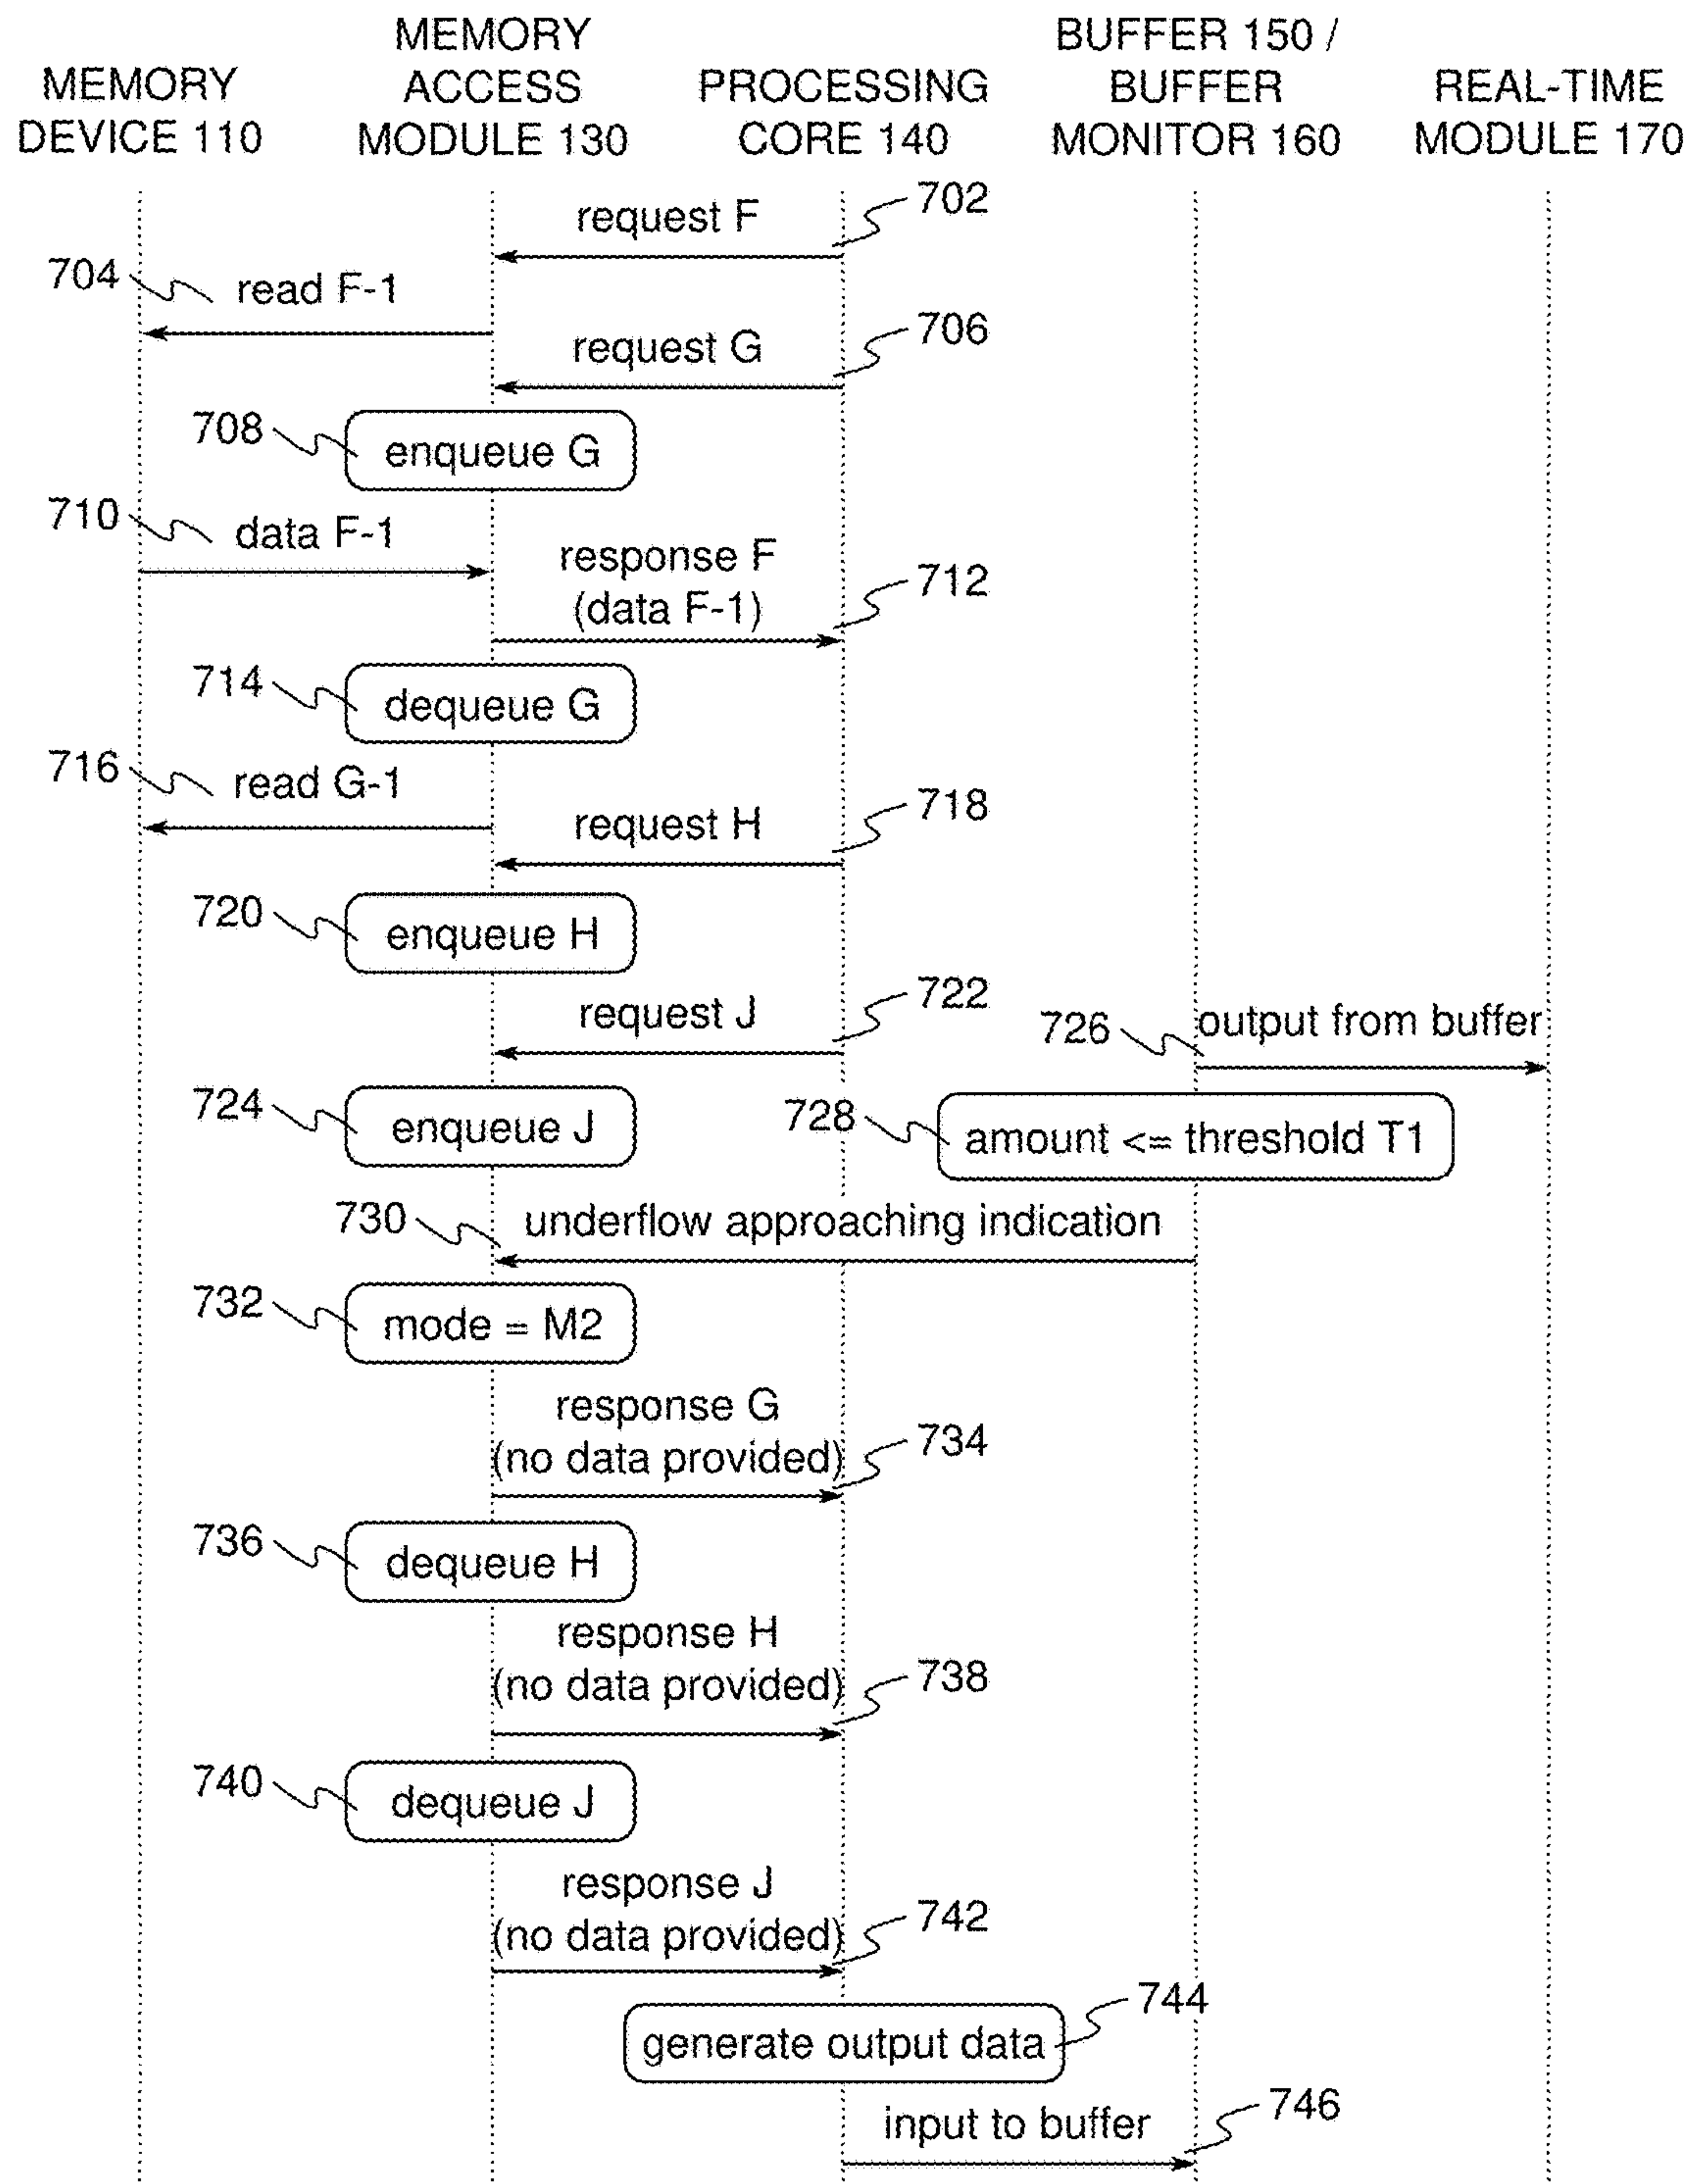 MEMORY
DEVICE 110
MEMORY
ACCESS
MODULE 130
PROCESSING
CORE 140
BUFFER 150 /
BUFFER
MONITOR 160
REAL-TIME
MODULE 170
request F
702
704
read F-1
request G
706
708
enqueue G
710
data F-1
response F
(data F-1)
712
714
dequeue G
716
read G-1
request H
718
720
enqueue H
request J
722
724
enqueue J
726
output from buffer
728
amount <= threshold T1
730
underflow approaching indication
732
mode = M2
response G
(no data provided)
734
736
dequeue H
response H
(no data provided)
738
740
dequeue J
response J
(no data provided)
742
generate output data
744
input to buffer
746